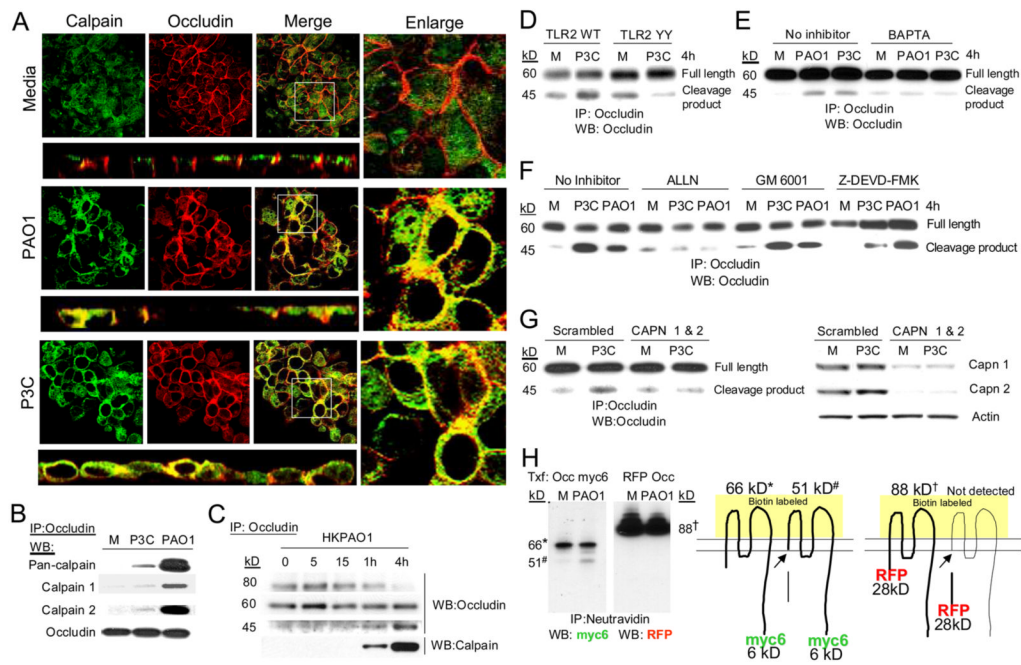 A
Calpain Occludin Merge Enlarge
Media
PAO1
P3C
B
IP:Occludin
WB:
M P3C PAO1
Pan-calpain
Calpain 1
Calpain 2
Occludin
C
IP: Occludin
HKPAO1
kD 0 5 15 1h 4h
80
60
45
WB:Occludin
WB:Calpain
D
TLR2 WT TLR2 YY
kD M P3C M P3C 4h
60 Full length
45 Cleavage
product
IP: Occludin
WB: Occludin
E
No inhibitor BAPTA
kD M PAO1 P3C M PAO1 P3C 4h
60 Full length
45 Cleavage
product
IP: Occludin
WB: Occludin
F
No Inhibitor ALLN GM 6001 Z-DEVD-FMK
kD M P3C PAO1 M P3C PAO1 M P3C PAO1 M P3C PAO1 4h
60 Full length
45 Cleavage product
IP: Occludin
WB: Occludin
G
Scrambled CAPN 1 & 2
kD M P3C M P3C
60 Full length
45 Cleavage product
IP:Occludin
WB:Occludin
Scrambled CAPN 1 & 2
M P3C M P3C
Capn 1
Capn 2
Actin
H
Txf: Occ myc6 RFP Occ
kD M PAO1 M PAO1 kD
66*
51#
88†
IP:Neutravidin
WB: myc6 WB: RFP
66 kD* 51 kD#
Biotin labeled
myc6
6 kD
myc6
6 kD
88 kD† Not detected
Biotin labeled
RFP
28kD
RFP
28kD